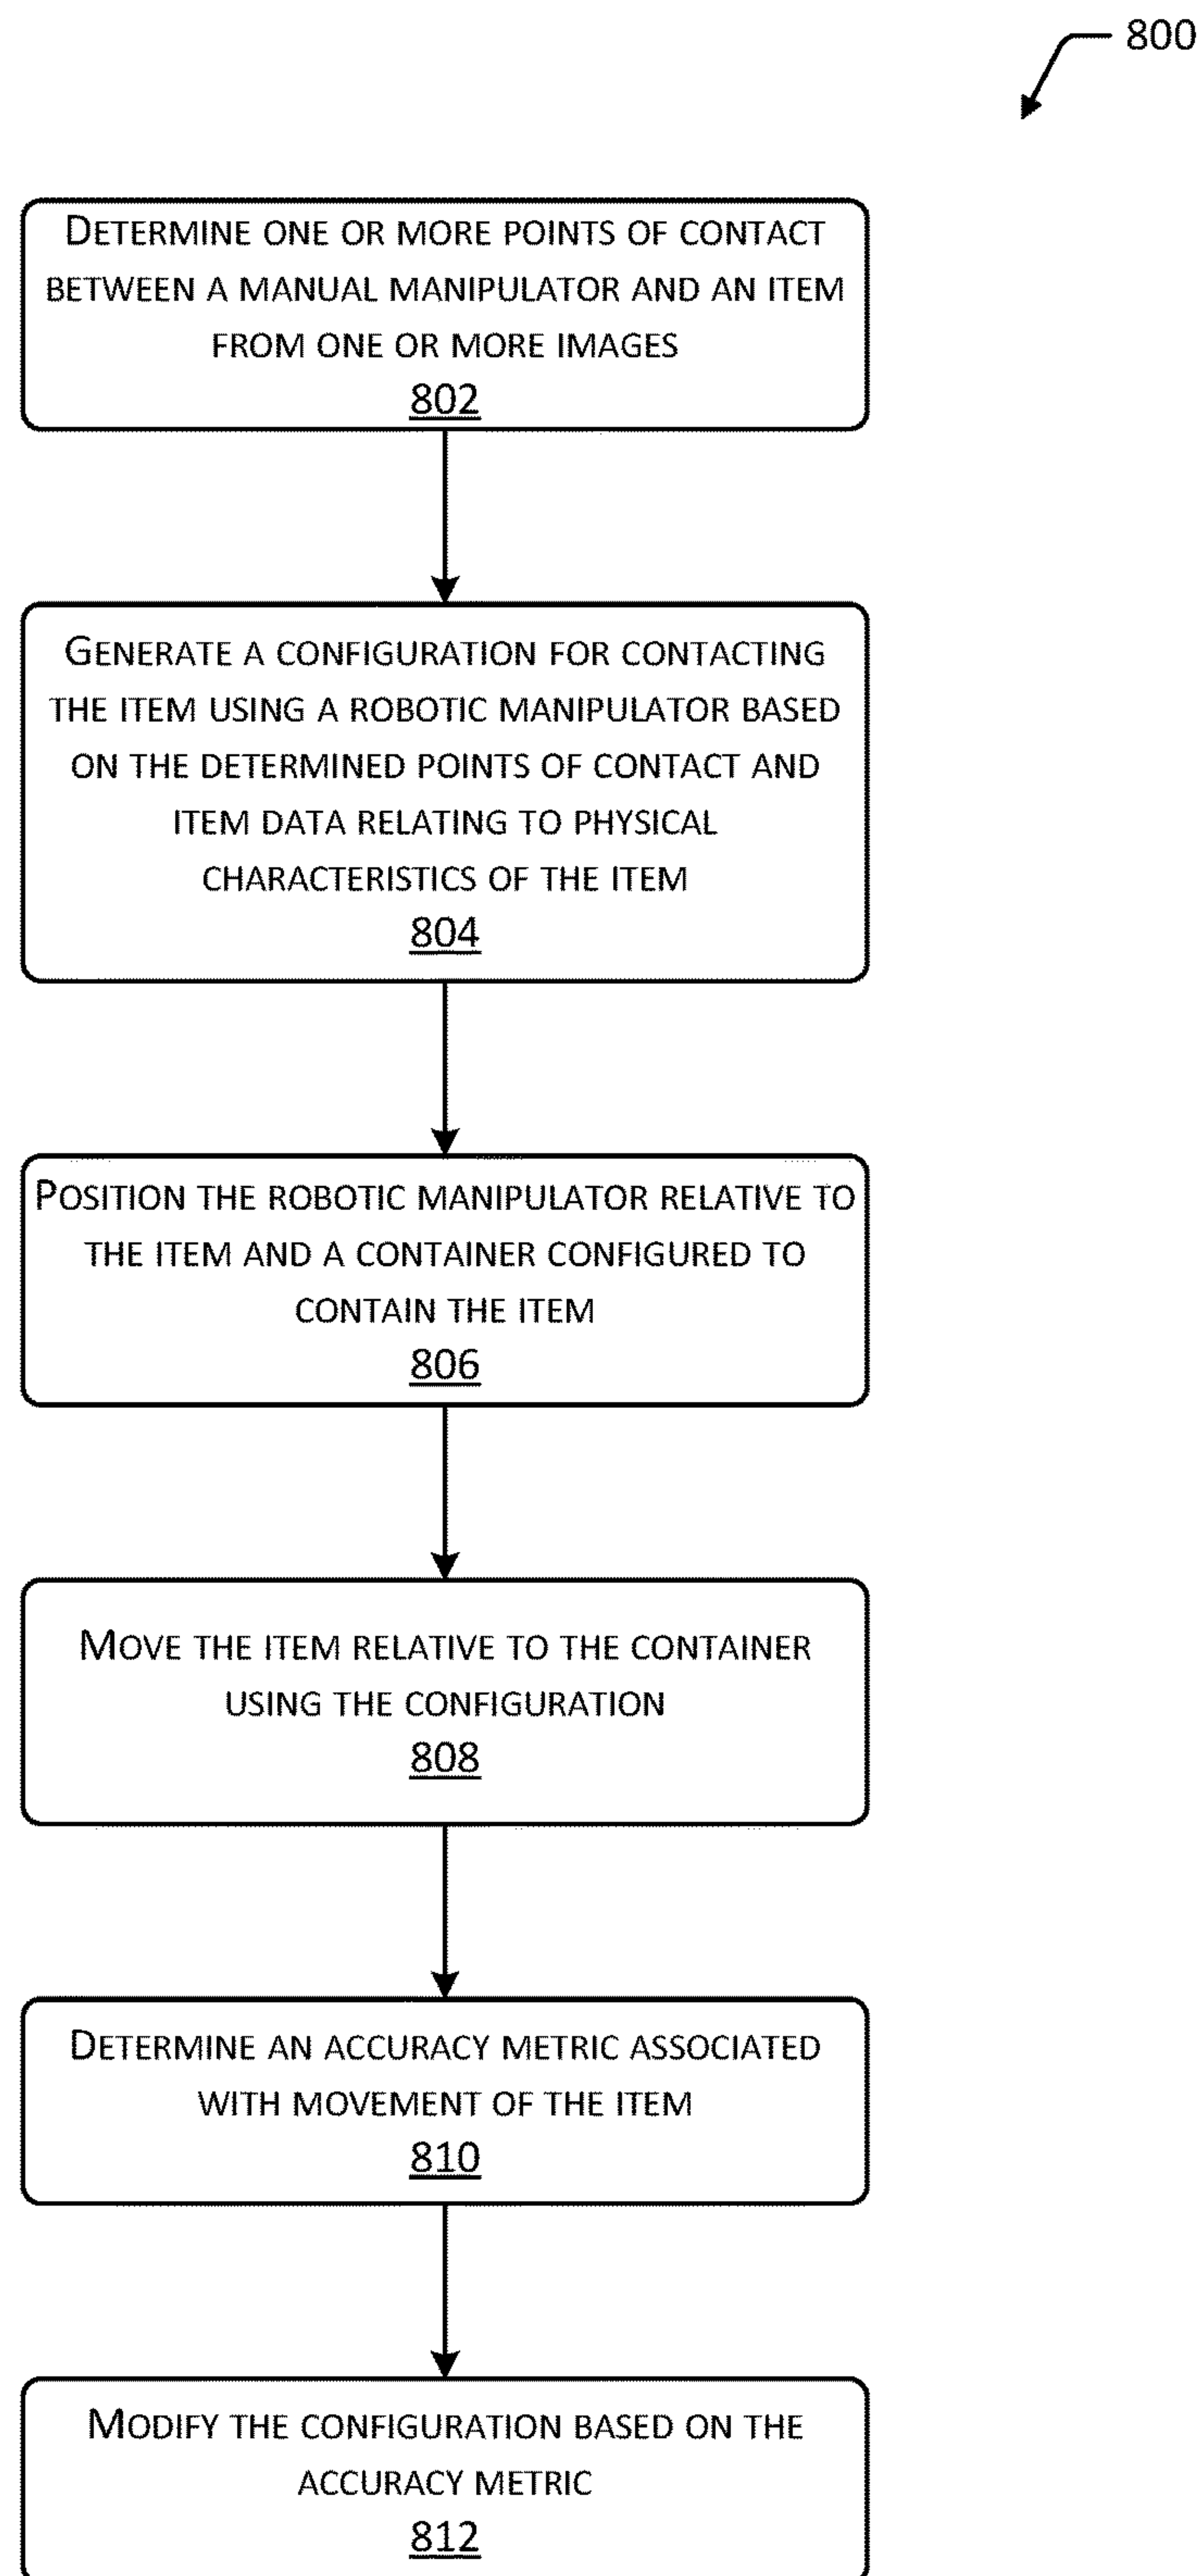 800
DETERMINE ONE OR MORE POINTS OF CONTACT
BETWEEN A MANUAL MANIPULATOR AND AN ITEM
FROM ONE OR MORE IMAGES
802
GENERATE A CONFIGURATION FOR CONTACTING
THE ITEM USING A ROBOTIC MANIPULATOR BASED
ON THE DETERMINED POINTS OF CONTACT AND
ITEM DATA RELATING TO PHYSICAL
CHARACTERISTICS OF THE ITEM
804
POSITION THE ROBOTIC MANIPULATOR RELATIVE TO
THE ITEM AND A CONTAINER CONFIGURED TO
CONTAIN THE ITEM
806
MOVE THE ITEM RELATIVE TO THE CONTAINER
USING THE CONFIGURATION
808
DETERMINE AN ACCURACY METRIC ASSOCIATED
WITH MOVEMENT OF THE ITEM
810
MODIFY THE CONFIGURATION BASED ON THE
ACCURACY METRIC
812